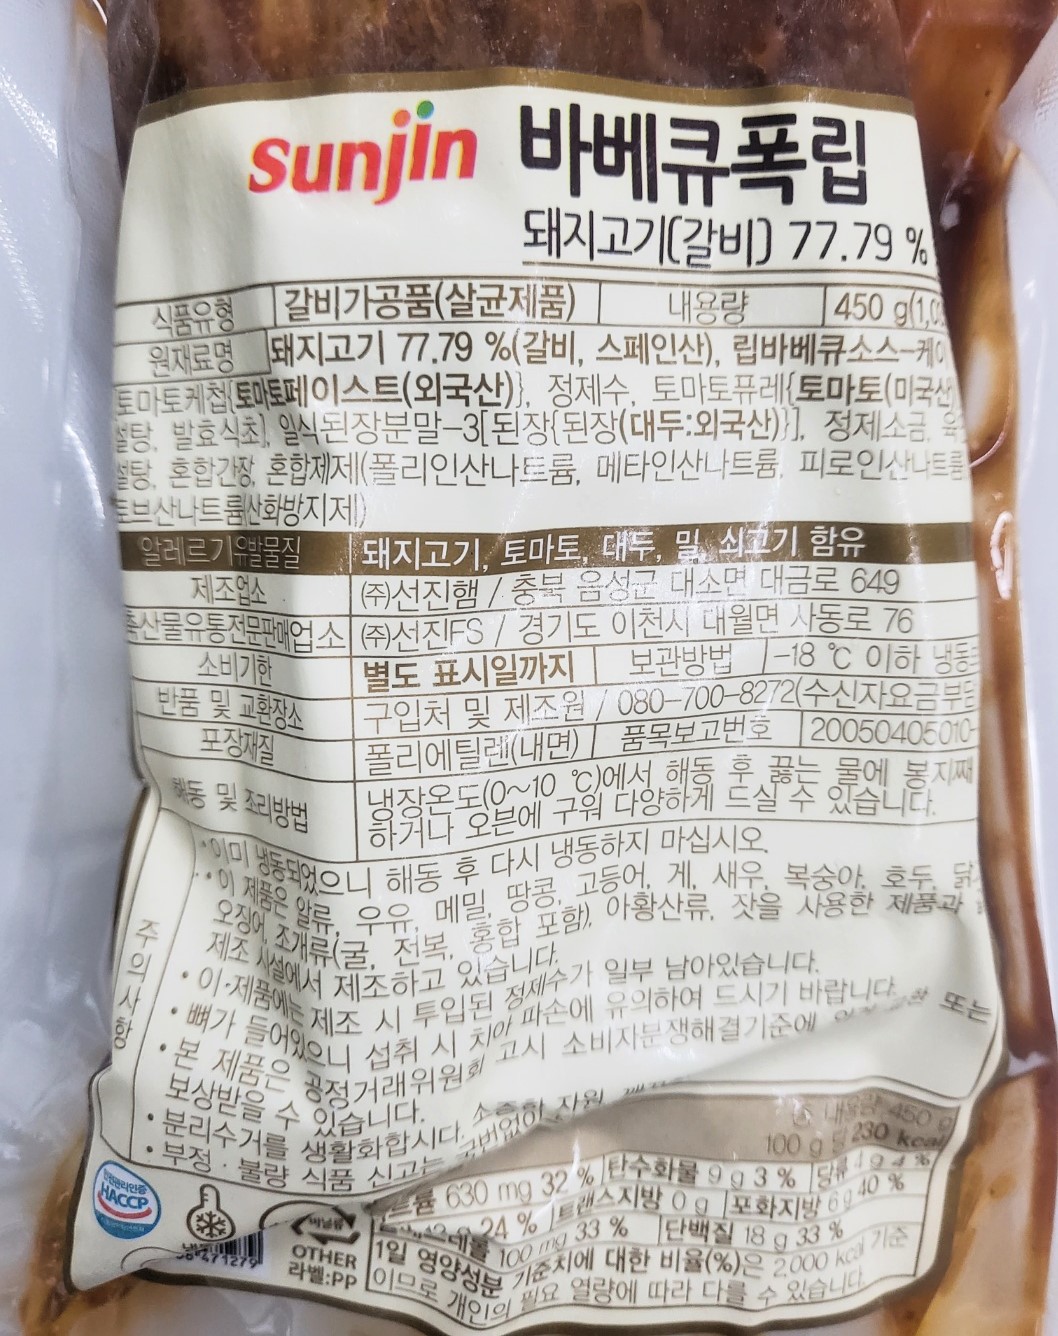 sunjin 바베큐폭립
돼지고기(갈비) 77.79 %
식품유형 갈비가공품(살균제품) 내용량 450 g(1,0
원재료명 돼지고기 77.79 %(갈비, 스페인산), 립바베큐소스-케이
토마토케첩{토마토페이스트(외국산)}, 정제수, 토마토퓨레{토마토(미국산
설탕, 발효식초], 일식된장분말-3[된장{된장(대두:외국산)}], 정제소금,
설탕, 혼합간장, 혼합제제(폴리인산나트륨, 메타인산나트륨, 피로인산나트륨
토브산나트륨(산화방지제)
알레르기유발물질 돼지고기, 토마토, 대두, 밀, 쇠고기 함유
제조업소 ㈜선진햄 / 충북 음성군 대소면 대금로 649
축산물유통전문판매업소 ㈜선진FS / 경기도 이천시 대월면 사동로 76
소비기한 별도 표시일까지 보관방법 -18 ℃ 이하 냉동
반품 및 교환장소 구입처 및 제조원 / 080-700-8272(수신자요금부담
포장재질 폴리에틸렌(내면) 품목보고번호 20050405010-
해동 및 조리방법 냉장온도(0~10 ℃)에서 해동 후 끓는 물에 봉지째
하거나 오븐에 구워 다양하게 드실 수 있습니다.
주의사항
•이미 냉동되었으니 해동 후 다시 냉동하지 마십시오.
•이 제품은 알류, 우유, 메밀, 땅콩, 고등어, 게, 새우, 복숭아, 호두, 닭
오징어, 조개류(굴, 전복, 홍합 포함), 아황산류, 잣을 사용한 제품과
제조 시설에서 제조하고 있습니다.
•이 제품에는 제조 시 투입된 정제수가 일부 남아있습니다.
•뼈가 들어있으니 섭취 시 치아 파손에 유의하여 드시기 바랍니다.
•본 제품은 공정거래위원회 고시 소비자분쟁해결기준에 또는
보상받을 수 있습니다.
•분리수거를 생활화합시다. 소중한 자원
•부정·불량 식품 신고는 국번없이
내용량 450 g
100 g 당 230 kcal
630 mg 32 % 탄수화물 9 g 3 % 당류 4 g 4 %
24 % 트랜스지방 0 g 포화지방 6 g 40 %
100 mg 33 % 단백질 18 g 33 %
1일 영양성분 기준치에 대한 비율(%)은 2,000 kcal 기준
이므로 개인의 필요 열량에 따라 다를 수 있습니다.
안전관리인증
HACCP
비닐류
OTHER
라벨:PP